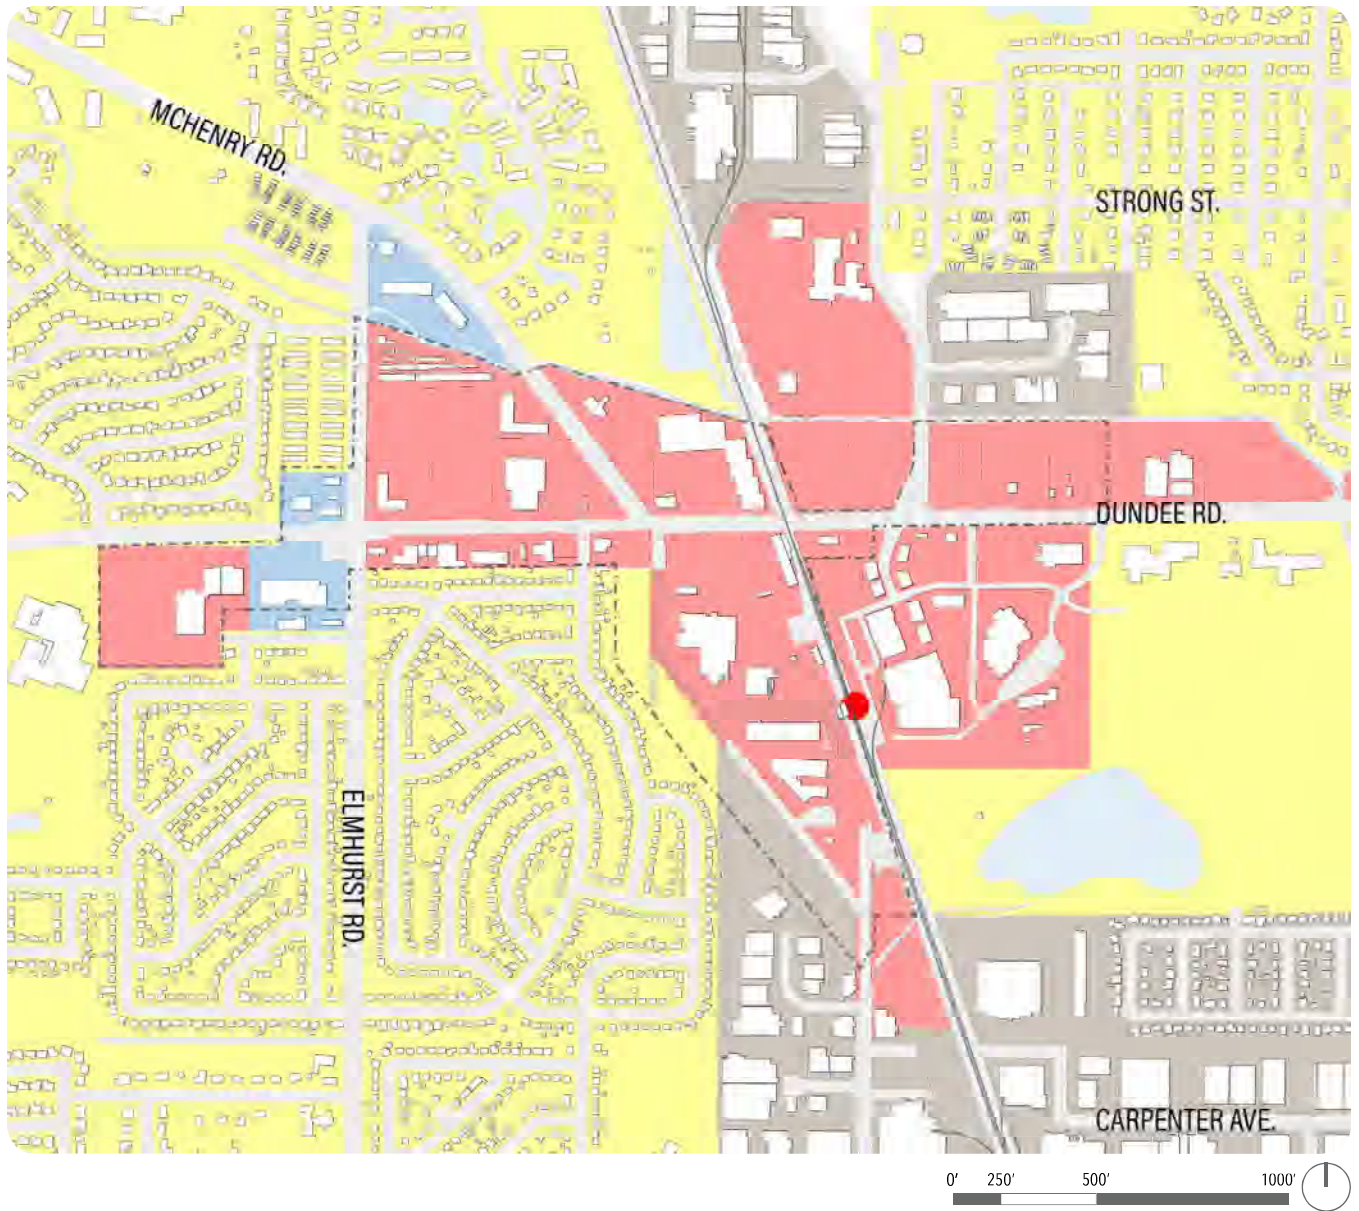 MCHENRY RD.
STRONG ST.
DUNDEE RD.
ELMHURST RD.
CARPENTER AVE.
0' 250' 500' 1000'